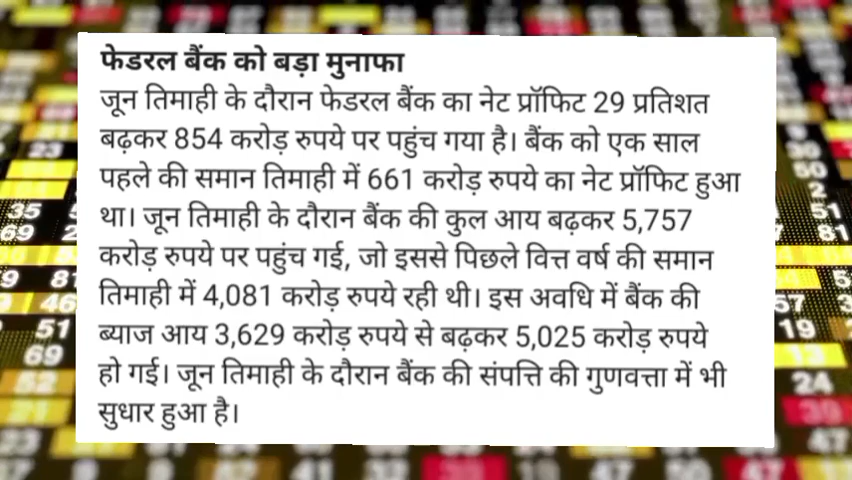 फेडरल बैंक को बड़ा मुनाफा
जून तिमाही के दौरान फेडरल बैंक का नेट प्रॉफिट 29 प्रतिशत
बढ़कर 854 करोड़ रुपये पर पहुंच गया है। बैंक को एक साल
पहले की समान तिमाही में 661 करोड़ रुपये का नेट प्रॉफिट हुआ
था। जून तिमाही के दौरान बैंक की कुल आय बढ़कर 5,757
करोड़ रुपये पर पहुंच गई, जो इससे पिछले वित्त वर्ष की समान
तिमाही में 4,081 करोड़ रुपये रही थी। इस अवधि में बैंक की
ब्याज आय 3,629 करोड़ रुपये से बढ़कर 5,025 करोड़ रुपये
हो गई। जून तिमाही के दौरान बैंक की संपत्ति की गुणवत्ता में भी
सुधार हुआ है।